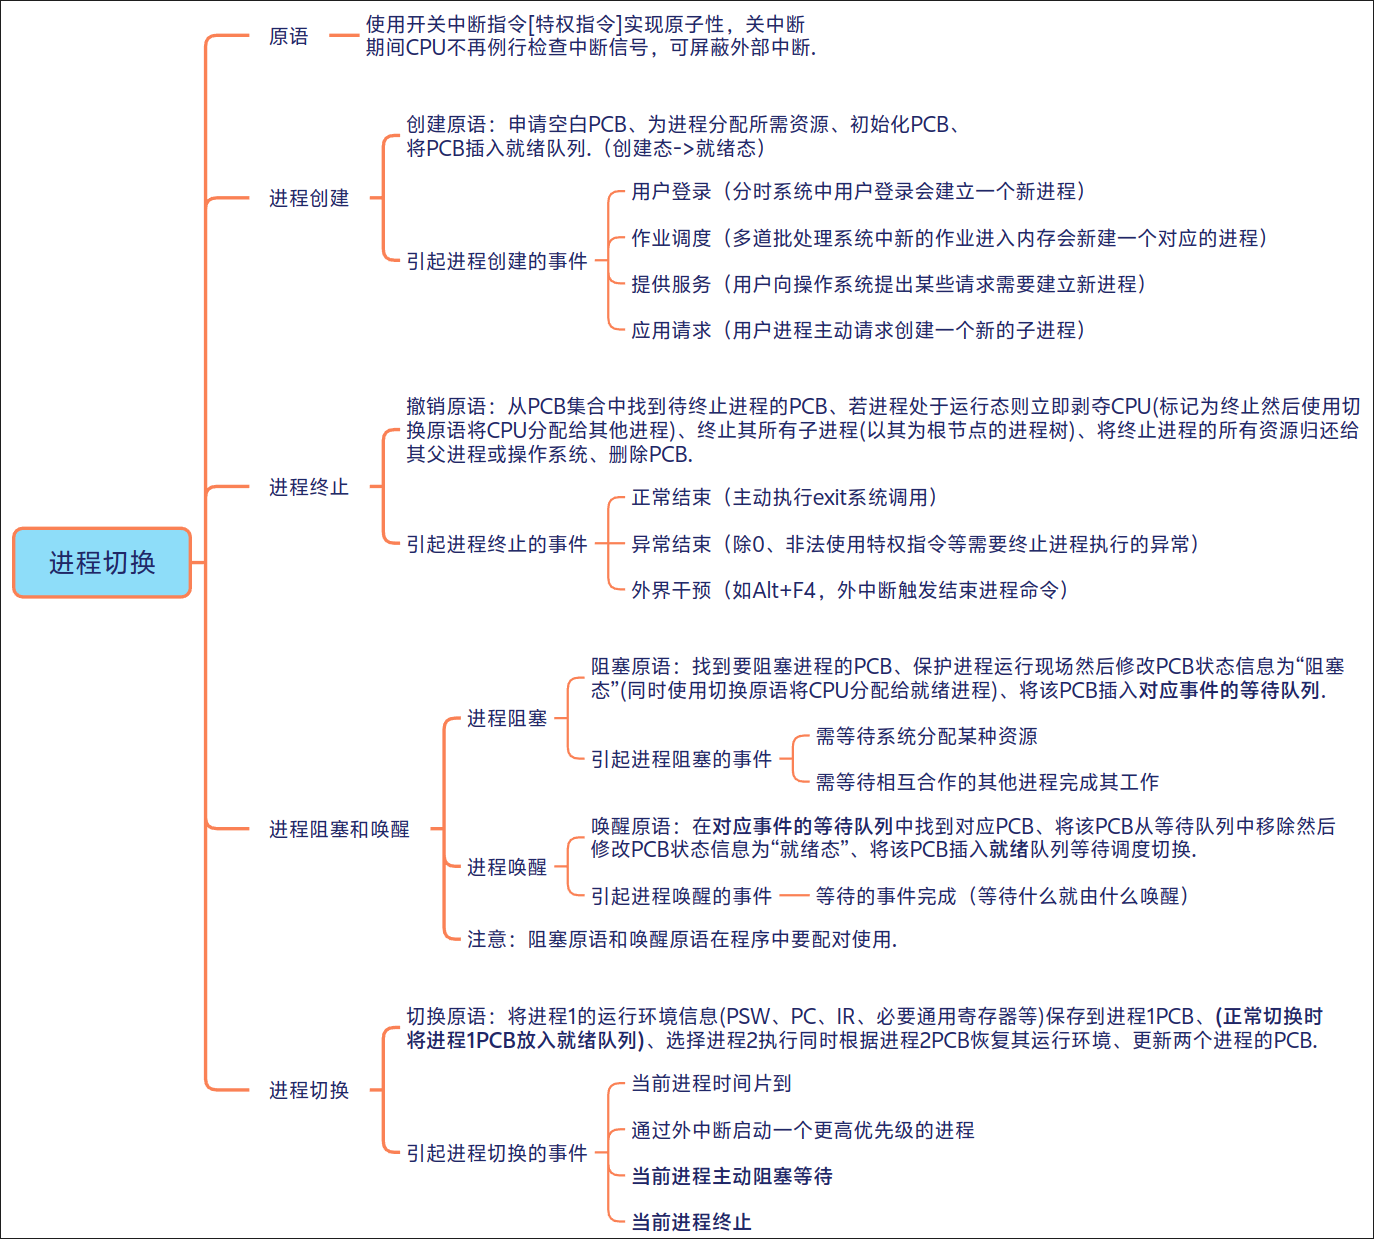 原语
使用开关中断指令[特权指令]实现原子性，关中断
期间CPU不再例行检查中断信号，可屏蔽外部中断.
进程创建
创建原语：申请空白PCB、为进程分配所需资源、初始化PCB、
将PCB插入就绪队列.（创建态->就绪态）
引起进程创建的事件
用户登录（分时系统中用户登录会建立一个新进程）
作业调度（多道批处理系统中新的作业进入内存会新建一个对应的进程）
提供服务（用户向操作系统提出某些请求需要建立新进程）
应用请求（用户进程主动请求创建一个新的子进程）
进程终止
撤销原语：从PCB集合中找到待终止进程的PCB、若进程处于运行态则立即剥夺CPU(标记为终止然后使用切
换原语将CPU分配给其他进程)、终止其所有子进程(以其为根节点的进程树)、将终止进程的所有资源归还给
其父进程或操作系统、删除PCB.
引起进程终止的事件
正常结束（主动执行exit系统调用）
异常结束（除0、非法使用特权指令等需要终止进程执行的异常）
外界干预（如Alt+F4，外中断触发结束进程命令）
进程切换
进程阻塞和唤醒
进程阻塞
阻塞原语：找到要阻塞进程的PCB、保护进程运行现场然后修改PCB状态信息为“阻塞
态”(同时使用切换原语将CPU分配给就绪进程)、将该PCB插入对应事件的等待队列.
引起进程阻塞的事件
需等待系统分配某种资源
需等待相互合作的其他进程完成其工作
进程唤醒
唤醒原语：在对应事件的等待队列中找到对应PCB、将该PCB从等待队列中移除然后
修改PCB状态信息为“就绪态”、将该PCB插入就绪队列等待调度切换.
引起进程唤醒的事件
等待的事件完成（等待什么就由什么唤醒）
注意：阻塞原语和唤醒原语在程序中要配对使用.
进程切换
切换原语：将进程1的运行环境信息(PSW、PC、IR、必要通用寄存器等)保存到进程1PCB、(正常切换时
将进程1PCB放入就绪队列)、选择进程2执行同时根据进程2PCB恢复其运行环境、更新两个进程的PCB.
引起进程切换的事件
当前进程时间片到
通过外中断启动一个更高优先级的进程
当前进程主动阻塞等待
当前进程终止